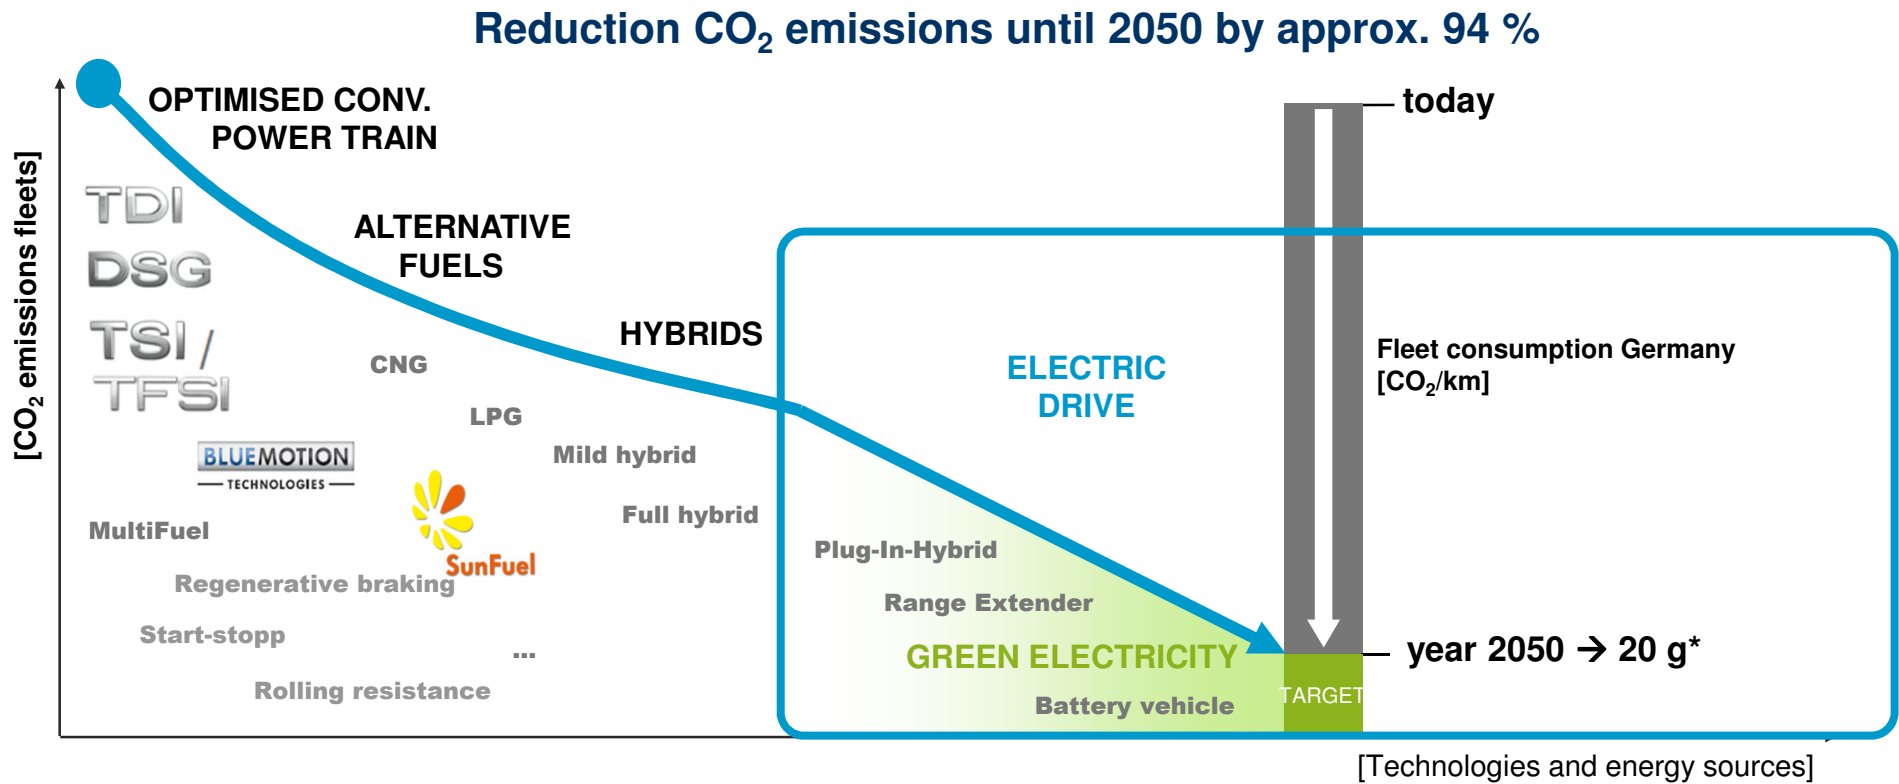 Reduction CO₂ emissions until 2050 by approx. 94 %
[CO₂ emissions fleets]
OPTIMISED CONV.
POWER TRAIN
TDI
DSG
TSI /
TFSI
BLUEMOTION
TECHNOLOGIES
MultiFuel
Regenerative braking
Start-stopp
Rolling resistance
ALTERNATIVE
FUELS
CNG
LPG
SunFuel
...
HYBRIDS
Mild hybrid
Full hybrid
ELECTRIC
DRIVE
Plug-In-Hybrid
Range Extender
GREEN ELECTRICITY
Battery vehicle
today
Fleet consumption Germany
[CO₂/km]
year 2050 → 20 g*
TARGET
[Technologies and energy sources]